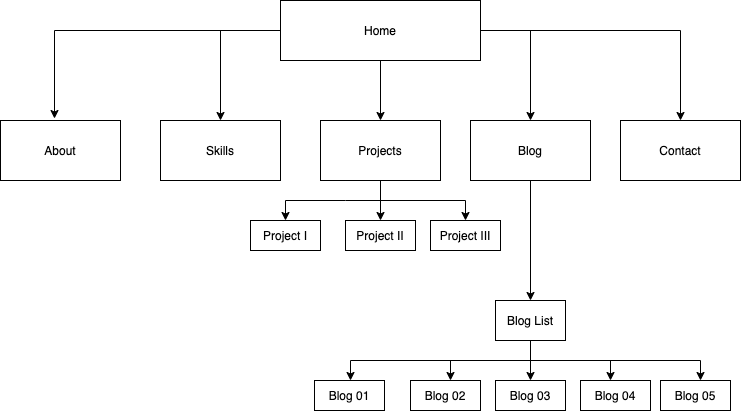 Home
About
Skills
Projects
Blog
Contact
Project I
Project II
Project III
Blog List
Blog 01
Blog 02
Blog 03
Blog 04
Blog 05